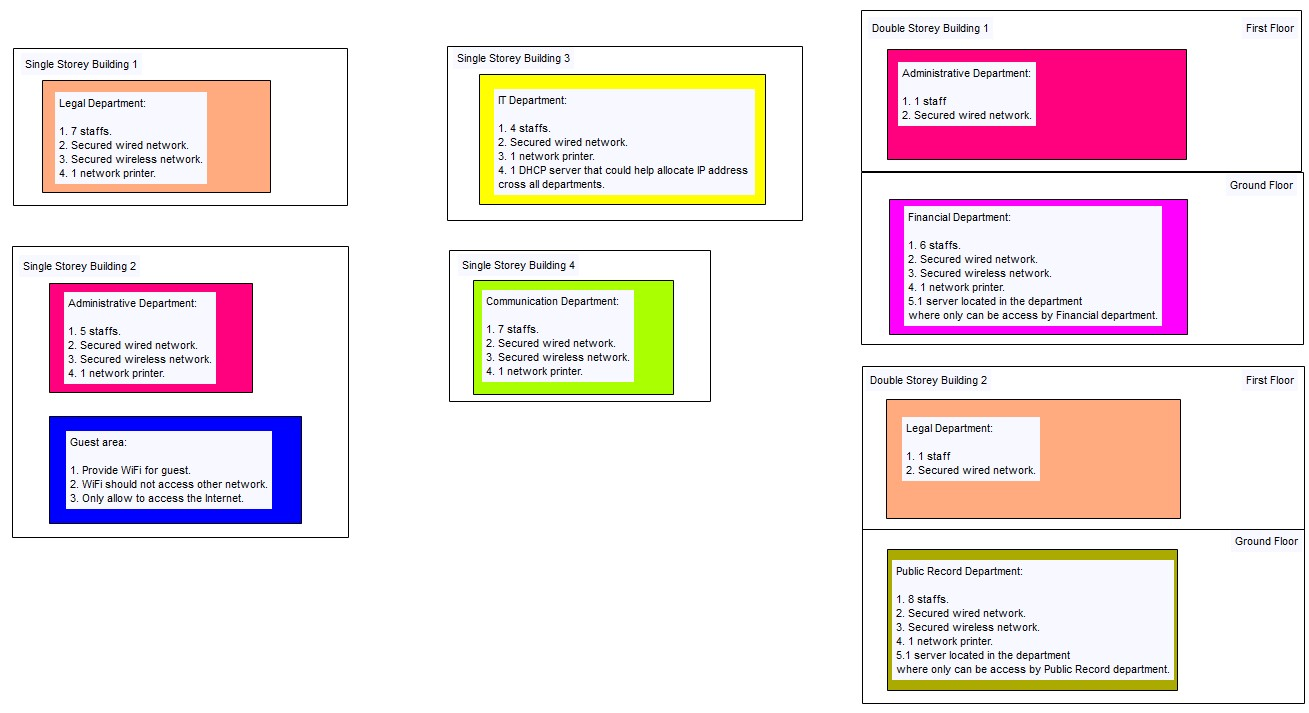 Single Storey Building 1
Legal Department:
1. 7 staffs.
2. Secured wired network.
3. Secured wireless network.
4. 1 network printer.
Single Storey Building 2
Administrative Department:
1. 5 staffs.
2. Secured wired network.
3. Secured wireless network.
4. 1 network printer.
Guest area:
1. Provide WiFi for guest.
2. WiFi should not access other network.
3. Only allow to access the Internet.
Single Storey Building 3
IT Department:
1. 4 staffs.
2. Secured wired network.
3. 1 network printer.
4. 1 DHCP server that could help allocate IP address
cross all departments.
Single Storey Building 4
Communication Department:
1. 7 staffs.
2. Secured wired network.
3. Secured wireless network.
4. 1 network printer.
Double Storey Building 1
First Floor
Administrative Department:
1. 1 staff
2. Secured wired network.
Ground Floor
Financial Department:
1. 6 staffs.
2. Secured wired network.
3. Secured wireless network.
4. 1 network printer.
5.1 server located in the department
where only can be access by Financial department.
Double Storey Building 2
First Floor
Legal Department:
1. 1 staff
2. Secured wired network.
Ground Floor
Public Record Department:
1. 8 staffs.
2. Secured wired network.
3. Secured wireless network.
4. 1 network printer.
5.1 server located in the department
where only can be access by Public Record department.